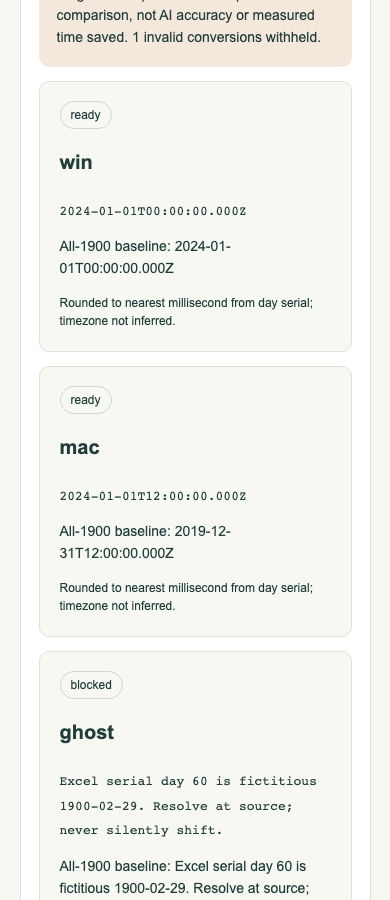 comparison, not AI accuracy or measured
time saved. 1 invalid conversions withheld.
ready
win
2024-01-01T00:00:00.000Z
All-1900 baseline: 2024-01-
01T00:00:00.000Z
Rounded to nearest millisecond from day serial;
timezone not inferred.
ready
mac
2024-01-01T12:00:00.000Z
All-1900 baseline: 2019-12-
31T12:00:00.000Z
Rounded to nearest millisecond from day serial;
timezone not inferred.
blocked
ghost
Excel serial day 60 is fictitious
1900-02-29. Resolve at source;
never silently shift.
All-1900 baseline: Excel serial day 60 is
fictitious 1900-02-29. Resolve at source;